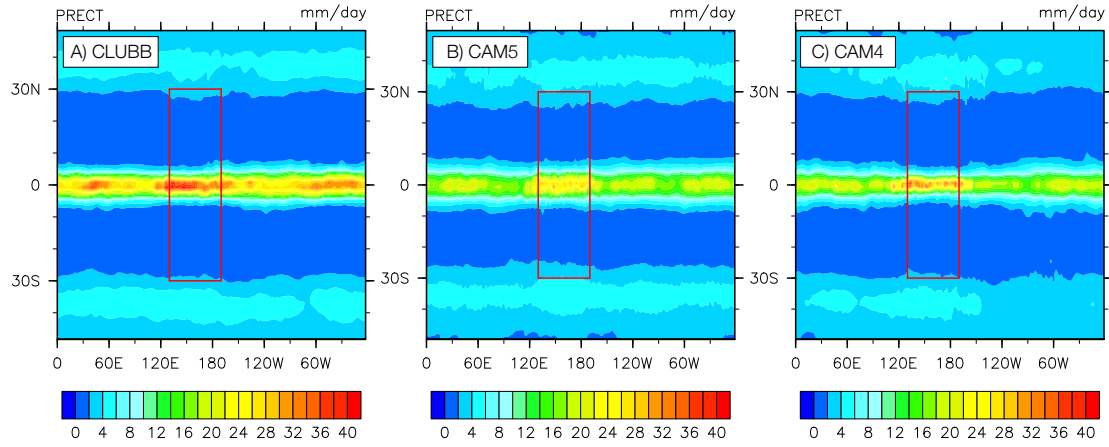 PRECT mm/day PRECT mm/day PRECT mm/day
A) CLUBB B) CAM5 C) CAM4
30N 30N 30N
0 0 0
30S 30S 30S
0 60E 120E 180 120W 60W 0 60E 120E 180 120W 60W 0 60E 120E 180 120W 60W
0 4 8 12 16 20 24 28 32 36 40 0 4 8 12 16 20 24 28 32 36 40 0 4 8 12 16 20 24 28 32 36 40